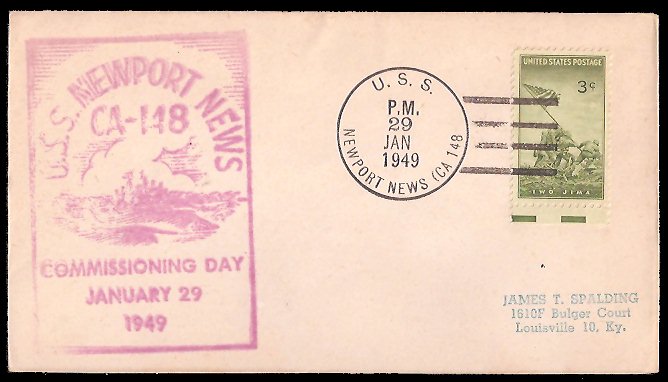 U.S.S. NEWPORT NEWS
CA-148
COMMISSIONING DAY
JANUARY 29
1949
U. S. S.
P.M.
29
JAN
1949
NEWPORT NEWS (CA 148
UNITED STATES POSTAGE
3¢
IWO JIMA
JAMES T. SPALDING
1610F Bulger Court
Louisville 10, Ky.